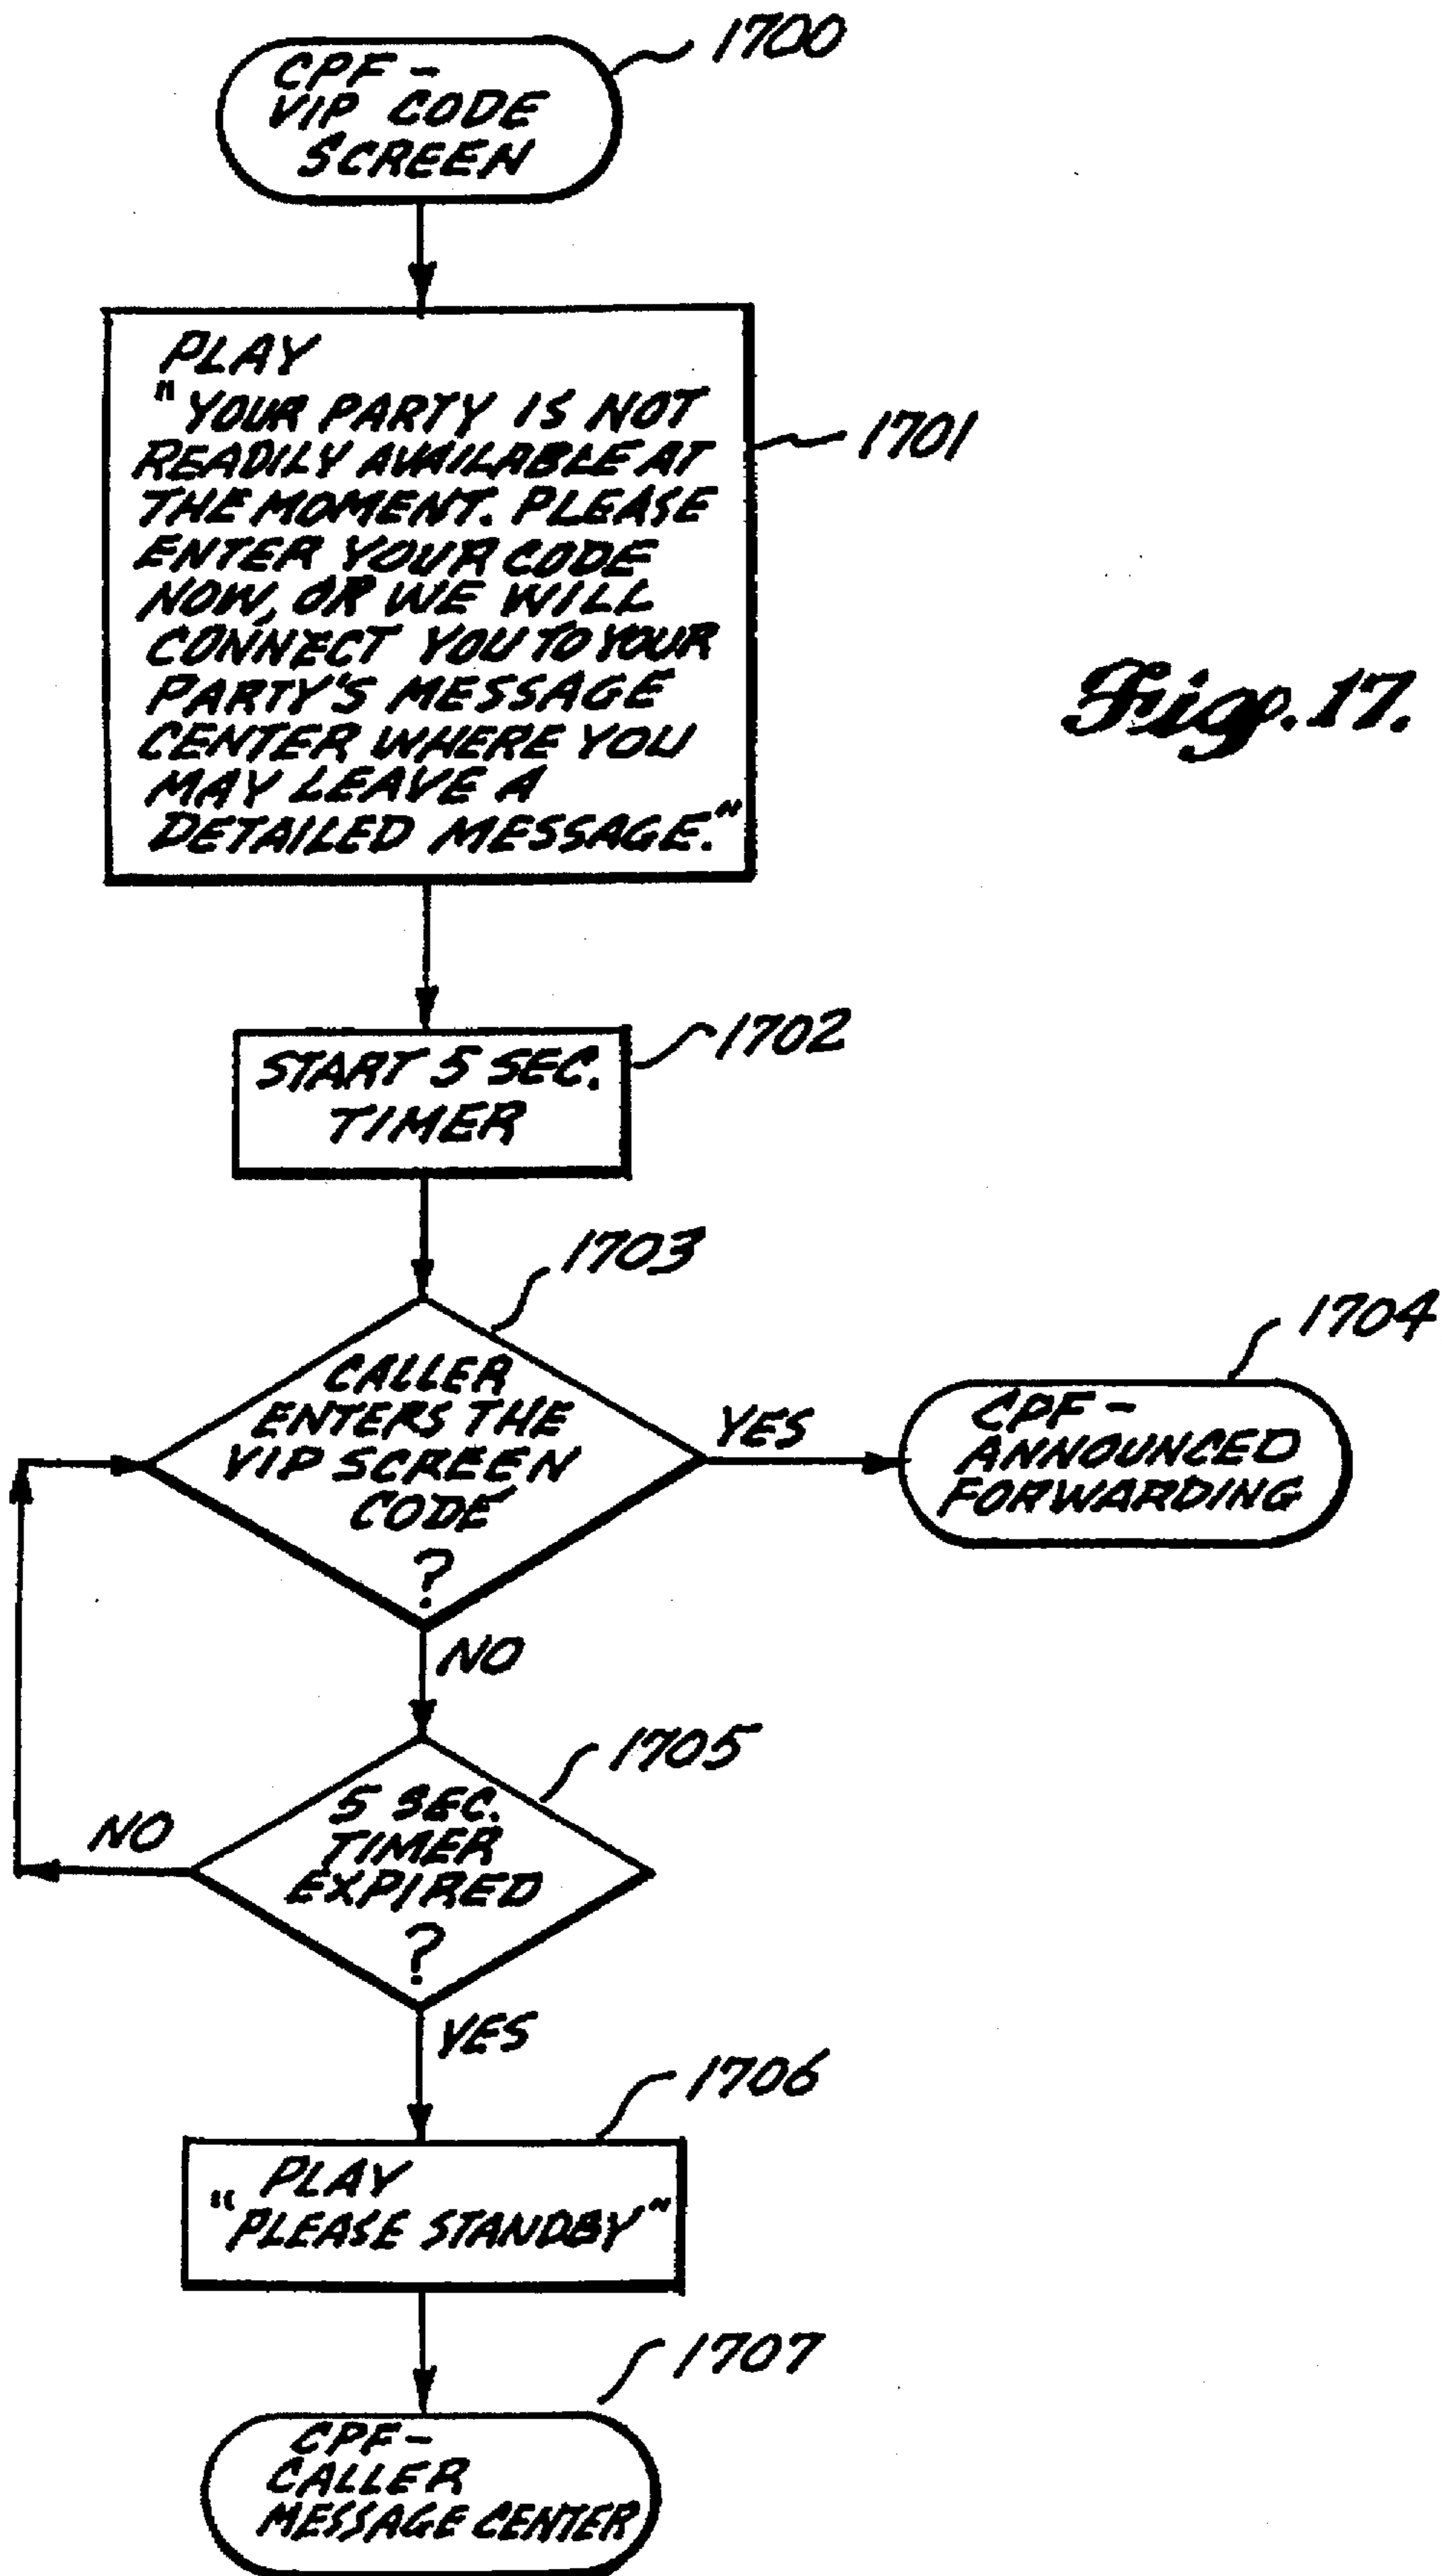 1700
CPF -
VIP CODE
SCREEN
PLAY
"YOUR PARTY IS NOT
READILY AVAILABLE AT
THE MOMENT. PLEASE
ENTER YOUR CODE
NOW, OR WE WILL
CONNECT YOU TO YOUR
PARTY'S MESSAGE
CENTER WHERE YOU
MAY LEAVE A
DETAILED MESSAGE."
1701
Fig. 17.
START 5 SEC.
TIMER
1702
1703
CALLER
ENTERS THE
VIP SCREEN
CODE
?
YES
1704
CPF -
ANNOUNCED
FORWARDING
NO
1705
5 SEC.
TIMER
EXPIRED
?
NO
YES
1706
PLAY
"PLEASE STANDBY"
1707
CPF -
CALLER
MESSAGE CENTER